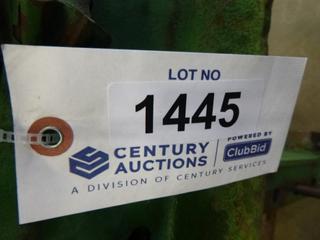 LOT NO
1445
CENTURY AUCTIONS
POWERED BY
ClubBid
A DIVISION OF CENTURY SERVICES